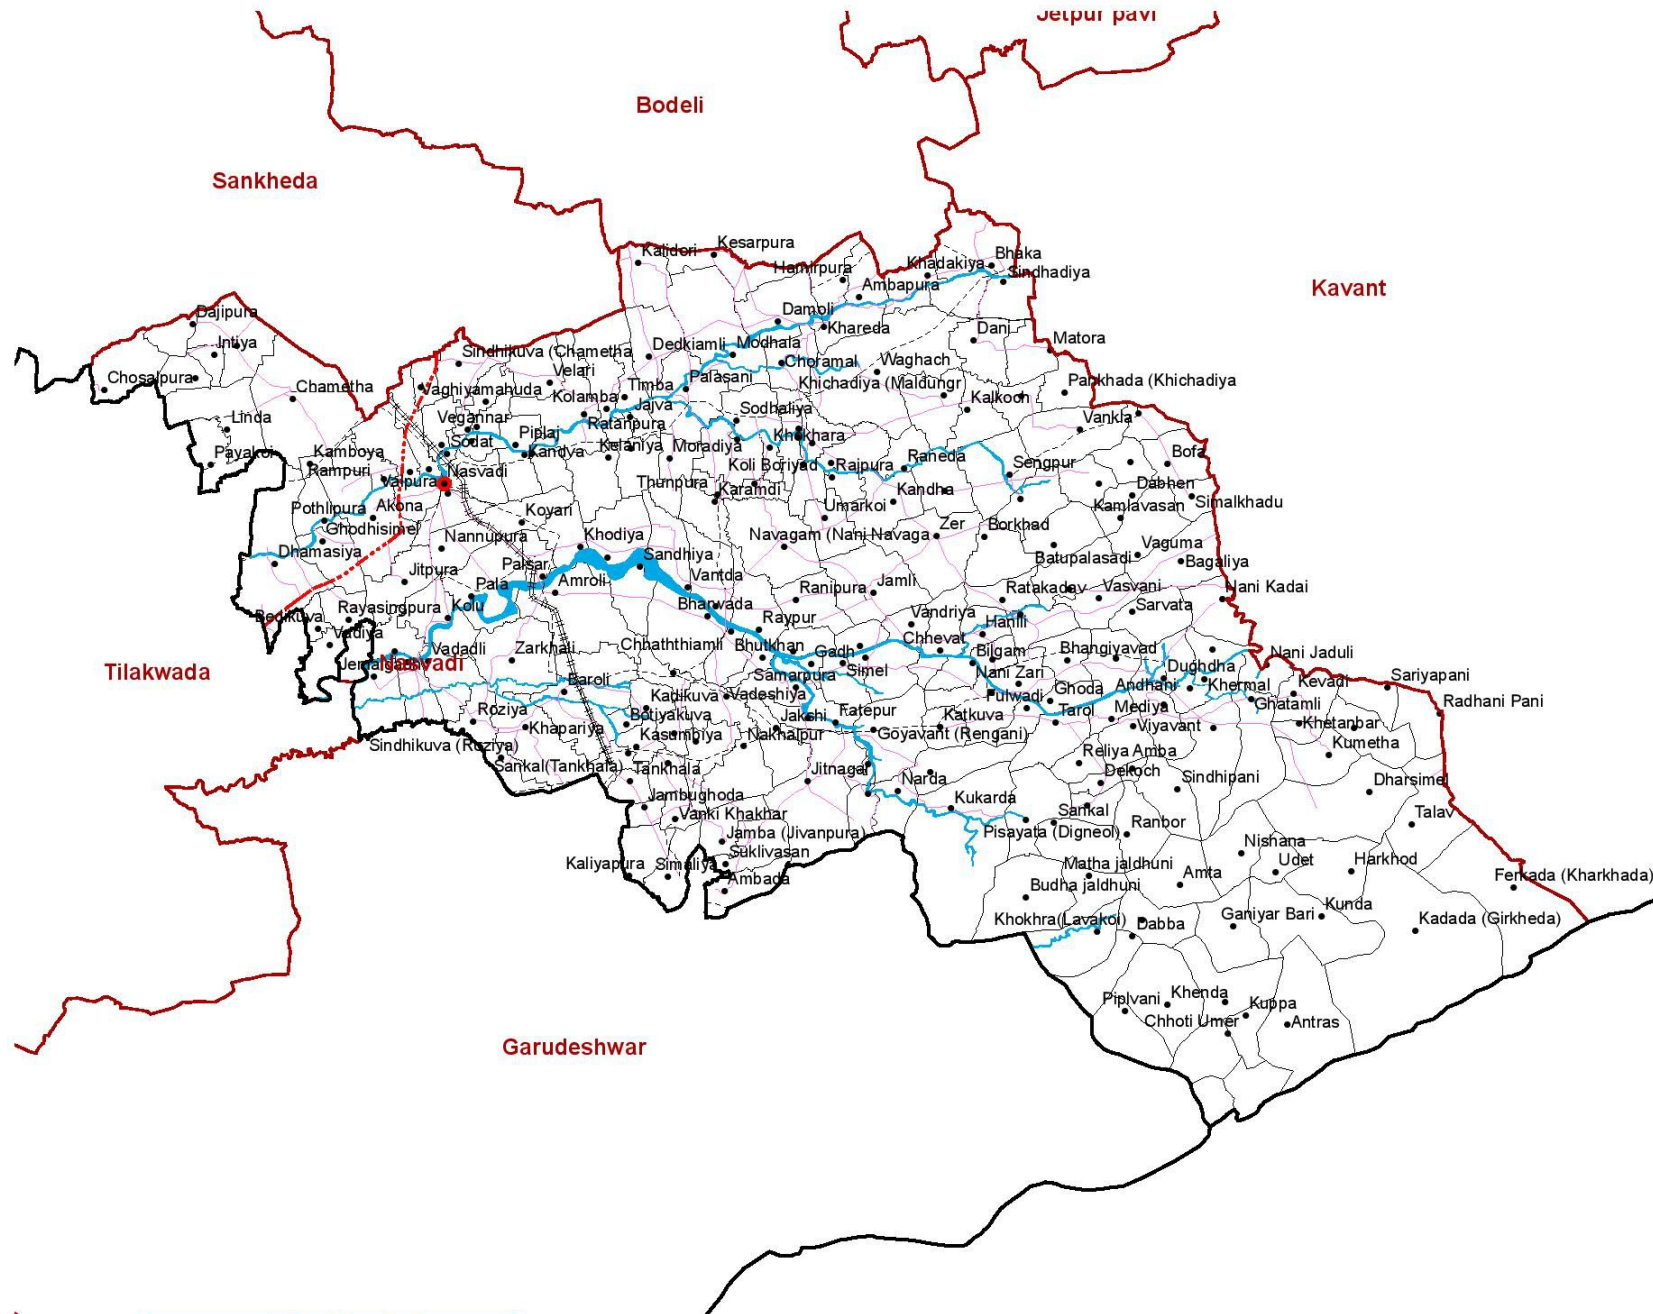 Jetpur pavi
Bodeli
Sankheda
Kavant
Kesarpura
Kalidori
Bhaka
Khadakiya
Hamirpura
Sindhadiya
Ambapura
Dajipura
Damoli
Khareda
Dani
Matora
Intiya
Modhala
Dedkiamli
Sindhikuva (Chametha
Choramal
Waghach
Velari
Chosalpura
Chametha
Vaghiyamahuda
Timba
Palasani
Khichadiya (Maldungr
Pankhada (Khichadiya
Kolamba
Kalkoch
Jajva
Sodhaliya
Linda
Vegannar
Ratanpura
Vankla
Piplaj
Sodat
Khokhara
Payakoi
Kamboya
Kandva
Kelaniya
Moradiya
Bofa
Rampuri
Nasvadi
Koli Boriyad
Rajpura
Raneda
Sengpur
Valpura
Thunpura
Karamdi
Kandha
Dabhen
Simalkhadu
Pothlipura
Akona
Koyari
Umarkoi
Kamlavasan
Ghodhisimel
Zer
Borkhad
Nannupura
Khodiya
Navagam (Nani Navaga
Vaguma
Dhamasiya
Sandhiya
Batupalasadi
Bagaliya
Jitpura
Palsar
Amroli
Vantda
Pala
Ranipura
Jamli
Ratakadav
Vasvani
Nani Kadai
Rayasingpura
Kolu
Bharvada
Sarvata
Bedikuva
Raypur
Vandriya
Hanfli
Vadiya
Chhaththiamli
Bhutkhan
Chhevat
Zarkhali
Vadadli
Gadh
Bilgam
Bhangiyavad
Nani Jaduli
Nasvadi
Tilakwada
Simel
Dughdha
Samarpura
Nani Zari
Sariyapani
Baroli
Kadikuva
Vadeshiya
Pulwadi
Ghoda
Andhani
Khermal
Kevadi
Radhani Pani
Ghatamli
Roziya
Botiyakuva
Jakshi
Fatepur
Katkuva
Tarol
Mediya
Khapariya
Kasumbiya
Nakhalpur
Goyavant (Rengani)
Viyavant
Khetanbar
Sindhikuva (Roziya)
Kumetha
Sankal(Tankhala)
Tankhala
Jitnagar
Narda
Reliya Amba
Dekoch
Sindhipani
Dharsimel
Jambughoda
Kukarda
Sankal
Vanki Khakhar
Talav
Jamba (Jivanpura)
Pisayata (Digneol)
Ranbor
Nishana
Suklivasan
Kaliyapura
Simaliya
Matha jaldhuni
Udet
Harkhod
Ambada
Budha jaldhuni
Amta
Ferkada (Kharkhada)
Kunda
Khokhra(Lavakoi)
Dabba
Ganiyar Bari
Kadada (Girkheda)
Piplvani
Khenda
Kuppa
Chhoti Umer
Antras
Garudeshwar